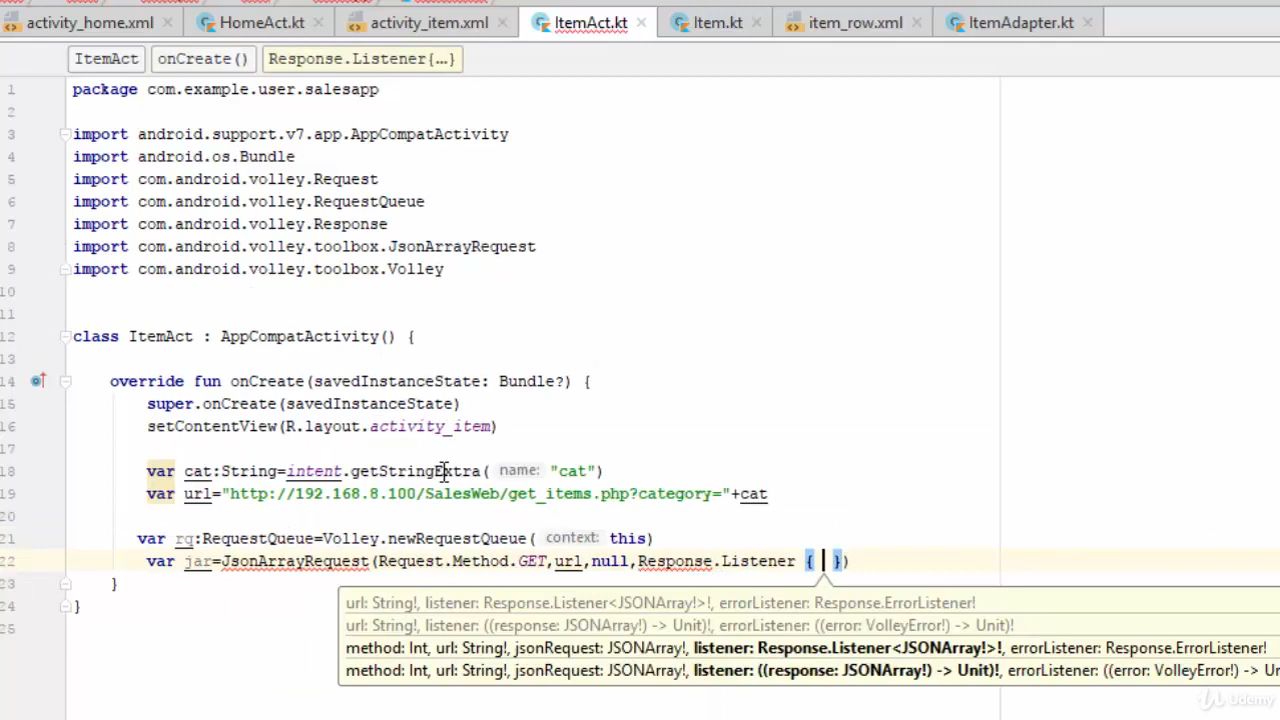 activity_home.xml HomeAct.kt activity_item.xml ItemAct.kt Item.kt item_row.xml ItemAdapter.kt
ItemAct onCreate() Response.Listener{...}
1 package com.example.user.salesapp
2
3 import android.support.v7.app.AppCompatActivity
4 import android.os.Bundle
5 import com.android.volley.Request
6 import com.android.volley.RequestQueue
7 import com.android.volley.Response
8 import com.android.volley.toolbox.JsonArrayRequest
9 import com.android.volley.toolbox.Volley
10
11
12 class ItemAct : AppCompatActivity() {
13
14 override fun onCreate(savedInstanceState: Bundle?) {
15 super.onCreate(savedInstanceState)
16 setContentView(R.layout.activity_item)
17
18 var cat:String=intent.getStringExtra( name: "cat")
19 var url="http://192.168.8.100/SalesWeb/get_items.php?category="+cat
20
21 var rq:RequestQueue=Volley.newRequestQueue( context: this)
22 var jar=JsonArrayRequest(Request.Method.GET,url,null,Response.Listener { })
23 }
24 }
25
url: String!, listener: Response.Listener<JSONArray!>!, errorListener: Response.ErrorListener!
url: String!, listener: ((response: JSONArray!) -> Unit)!, errorListener: ((error: VolleyError!) -> Unit)!
method: Int, url: String!, jsonRequest: JSONArray!, listener: Response.Listener<JSONArray!>!, errorListener: Response.ErrorListener!
method: Int, url: String!, jsonRequest: JSONArray!, listener: ((response: JSONArray!) -> Unit)!, errorListener: ((error: VolleyError!) -> Un
Udemy